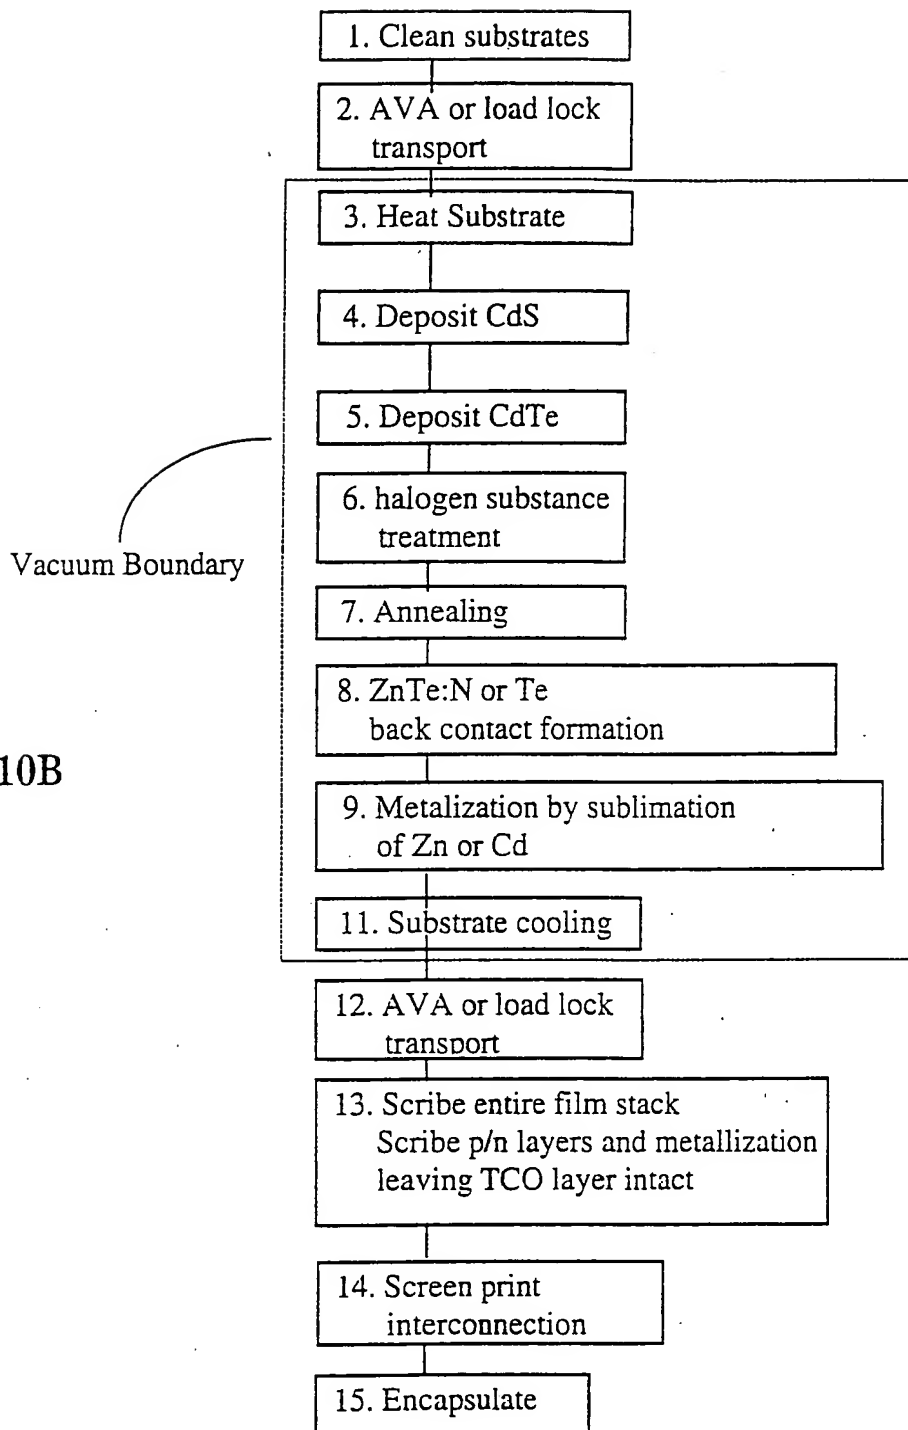 1. Clean substrates
2. AVA or load lock
transport
3. Heat Substrate
4. Deposit CdS
5. Deposit CdTe
6. halogen substance
treatment
Vacuum Boundary
7. Annealing
8. ZnTe:N or Te
back contact formation
10B
9. Metalization by sublimation
of Zn or Cd
11. Substrate cooling
12. AVA or load lock
transport
13. Scribe entire film stack
Scribe p/n layers and metallization
leaving TCO layer intact
14. Screen print
interconnection
15. Encapsulate